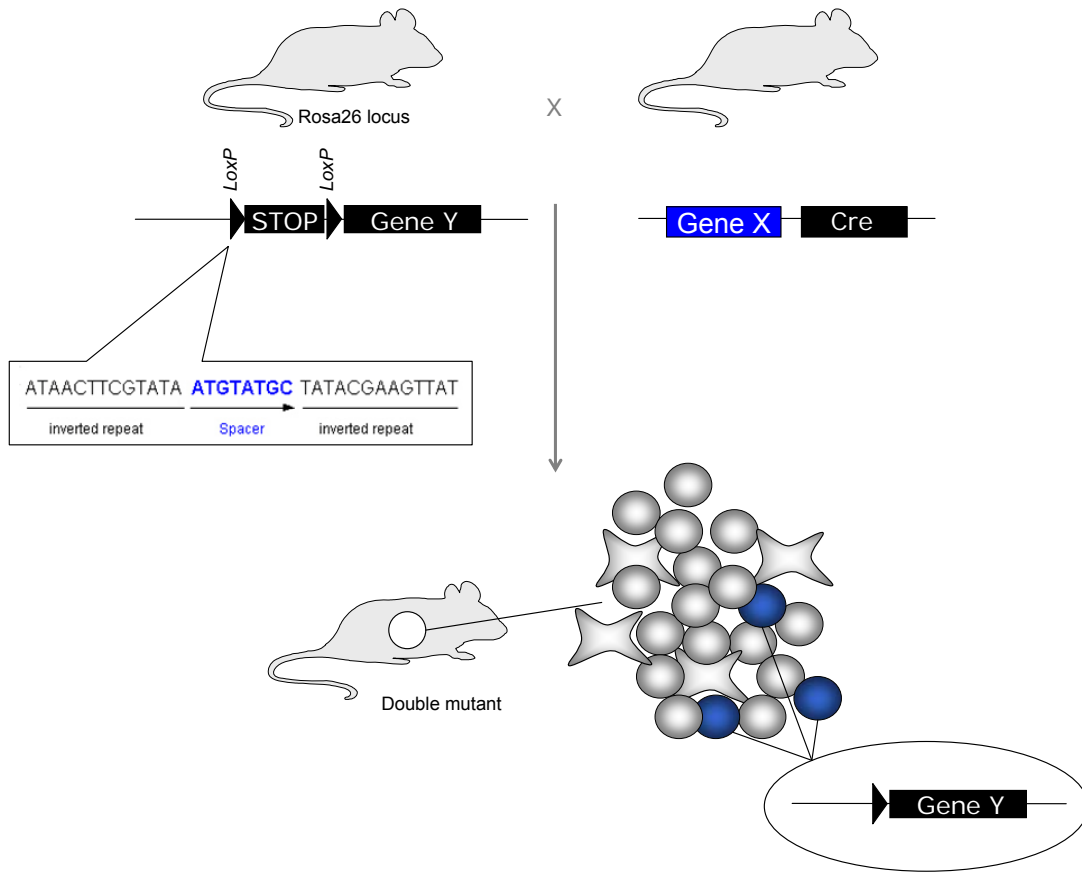 Rosa26 locus
X
LoxP
LoxP
STOP
Gene Y
Gene X
Cre
ATAACTTCGTATA ATGTATGC TATACGAAGTTAT
inverted repeat Spacer inverted repeat
Double mutant
Gene Y